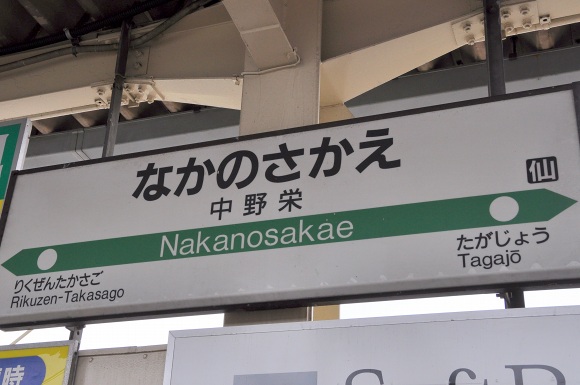 なかのさかえ
仙
中野栄
Nakanosakae
りくぜんたかさご
Rikuzen-Takasago
たがじょう
Tagajō
時